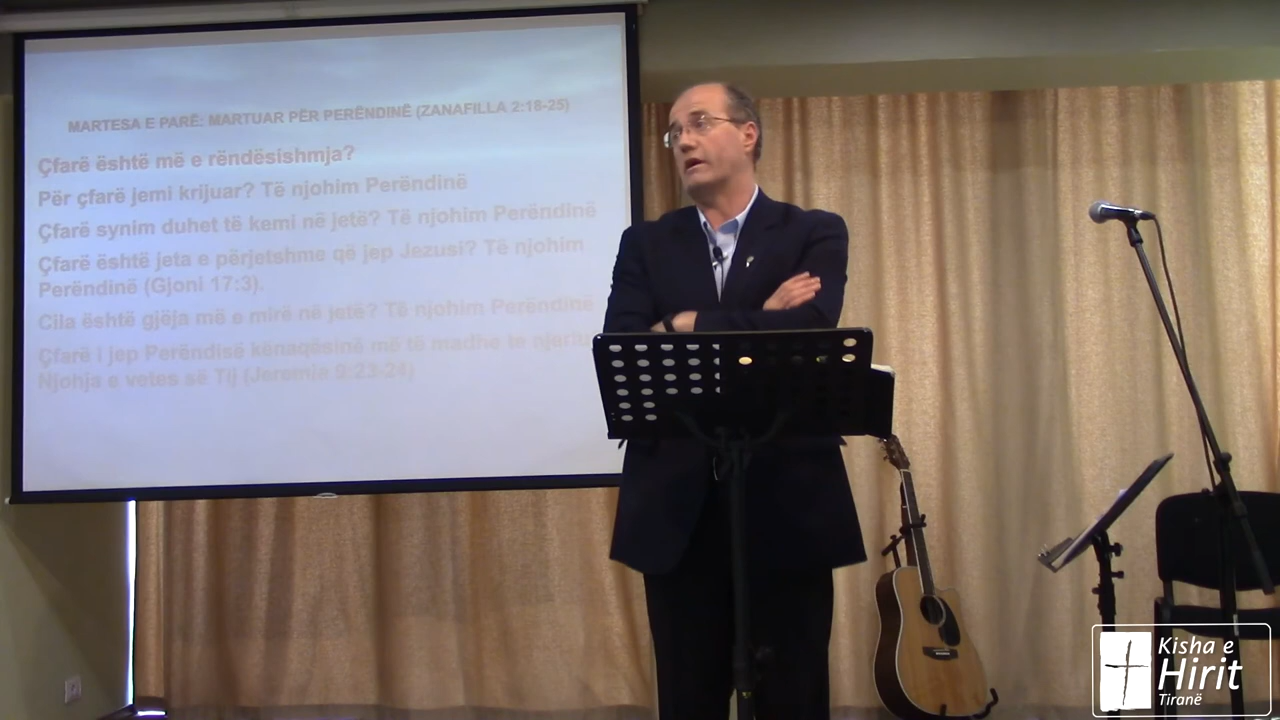 MARTESA E PARË: MARTUAR PËR PERËNDINË (ZANAFILLA 2:18-25)
Çfarë është më e rëndësishmja?
Për çfarë jemi krijuar? Të njohim Perëndinë
Çfarë synim duhet të kemi në jetë? Të njohim Perëndinë
Çfarë është jeta e përjetshme që jep Jezusi? Të njohim
Perëndinë (Gjoni 17:3).
Cila është gjëja më e mirë në jetë? Të njohim Perëndinë
Çfarë i jep Perëndisë kënaqësinë më të madhe te njeriu
Njohja e vetes së Tij (Jeremia 9:23-24)
Kisha e
Hirit
Tiranë